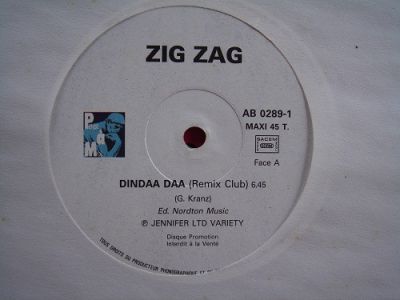 ZIG ZAG
P
M
AB 0289-1
MAXI 45 T.
SACEM
Face A
DINDAA DAA (Remix Club) 6,45
(G. Kranz)
Ed. Nordton Music
℗ JENNIFER LTD VARIETY
Disque Promotion
Interdit à la Vente
TOUS DROITS DU PRODUCTEUR PHONOGRAPHIQUE ET